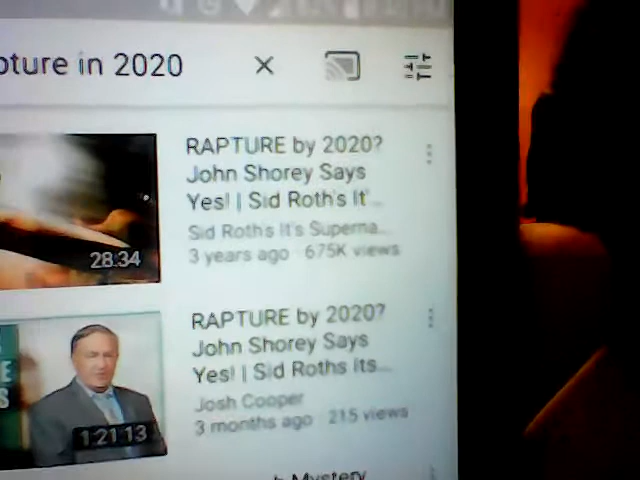 pture in 2020
RAPTURE by 2020?
John Shorey Says
Yes! | Sid Roth's It'...
Sid Roth's It's Superna...
3 years ago 675K views
28:34
RAPTURE by 2020?
John Shorey Says
Yes! | Sid Roths Its...
Josh Cooper
3 months ago 215 views
1:21:13
Mystery